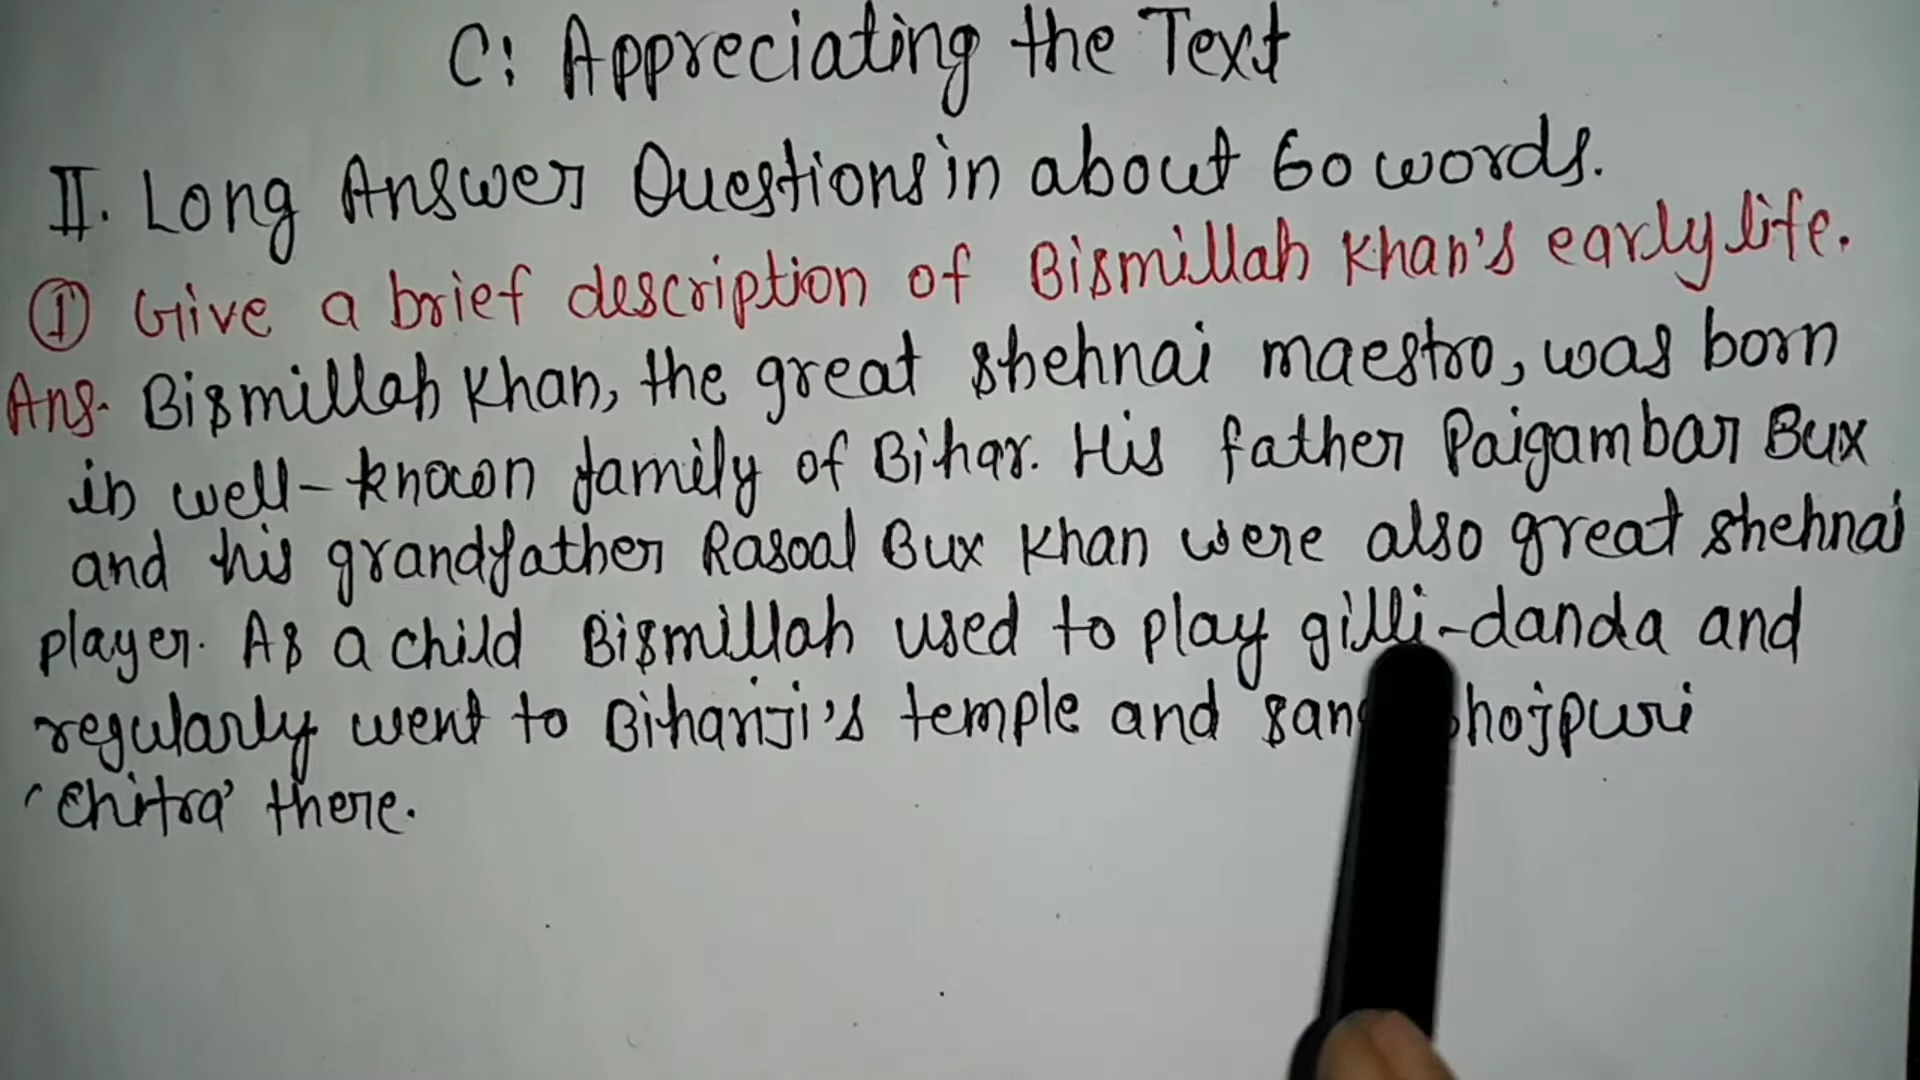 C: Appreciating the Text
II. Long Answer Questions in about 60 words.
① Give a brief description of Bismillah Khan's early life.
Ans. Bismillah Khan, the great shehnai maestro, was born
in well-known family of Bihar. His father Paigambar Bux
and his grandfather Rasoal Bux Khan were also great shehnai
player. As a child Bismillah used to play gilli-danda and
regularly went to Bihariji's temple and
'Chitra' there.